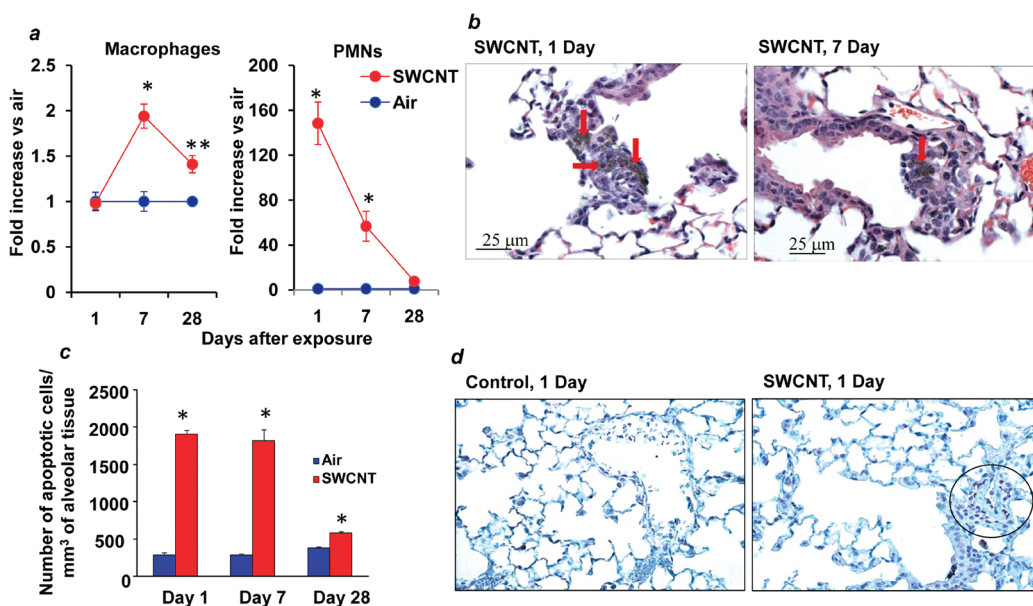 a
Macrophages
Fold increase vs air
2.5
2
1.5
1
0.5
0
*
**
1 7 28
PMNs
Fold increase vs air
200
160
120
80
40
0
*
*
SWCNT
Air
1 7 28
Days after exposure
b
SWCNT, 1 Day
25 μm
SWCNT, 7 Day
25 μm
c
Number of apoptotic cells/
mm³ of alveolar tissue
2500
2000
1500
1000
500
0
*
*
*
Air
SWCNT
Day 1 Day 7 Day 28
d
Control, 1 Day
SWCNT, 1 Day